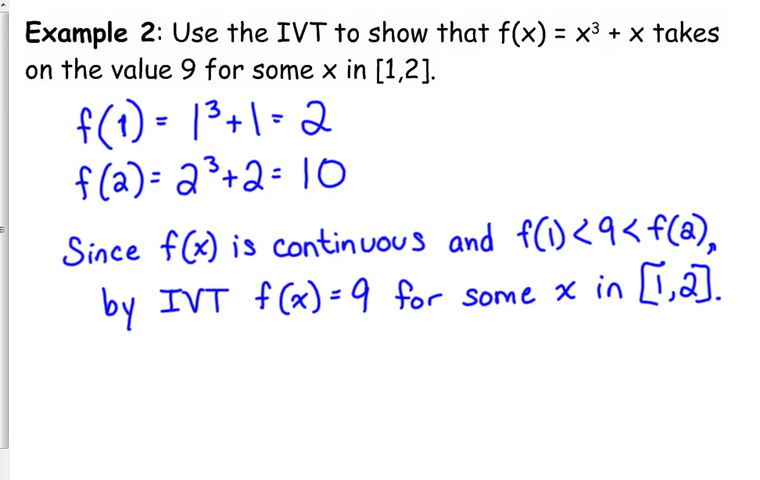 Example 2: Use the IVT to show that f(x) = x³ + x takes
on the value 9 for some x in [1,2].
f(1) = 1³+1 = 2
f(2) = 2³+2 = 10
Since f(x) is continuous and f(1) < 9 < f(2),
by IVT f(x) = 9 for some x in [1,2].